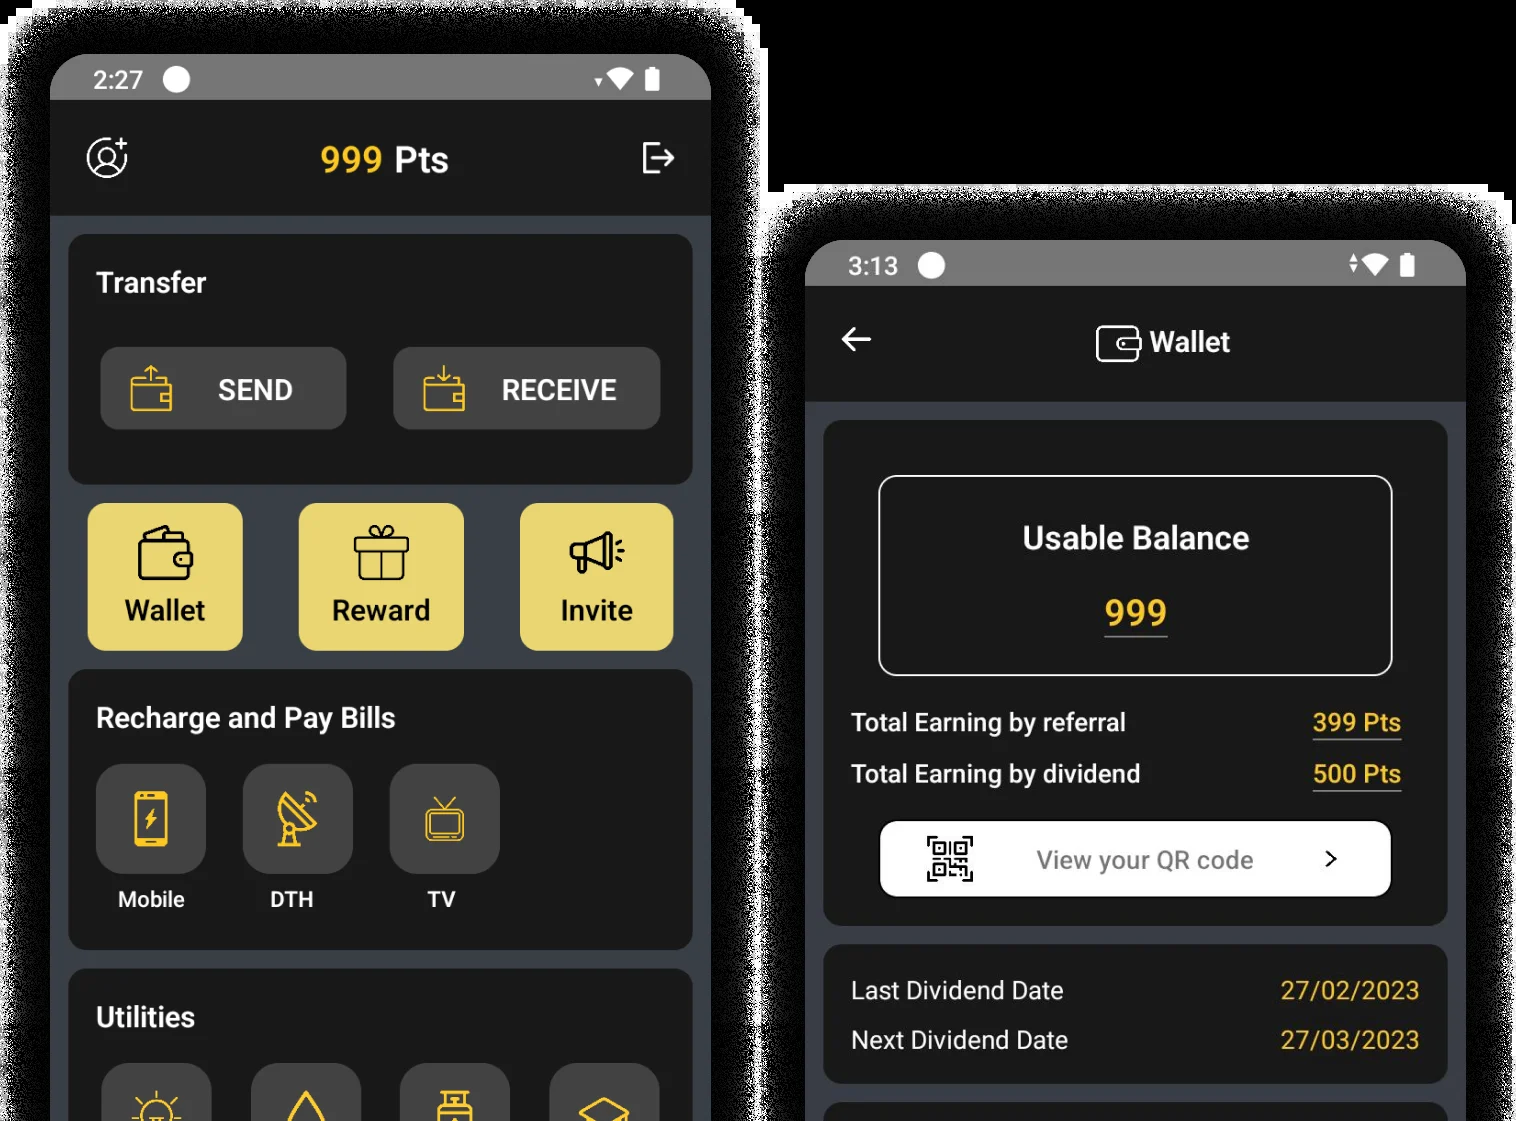 2:27
999 Pts
Transfer
SEND
RECEIVE
Wallet
Reward
Invite
Recharge and Pay Bills
Mobile
DTH
TV
Utilities
3:13
Wallet
Usable Balance
999
Total Earning by referral
399 Pts
Total Earning by dividend
500 Pts
View your QR code
Last Dividend Date
27/02/2023
Next Dividend Date
27/03/2023